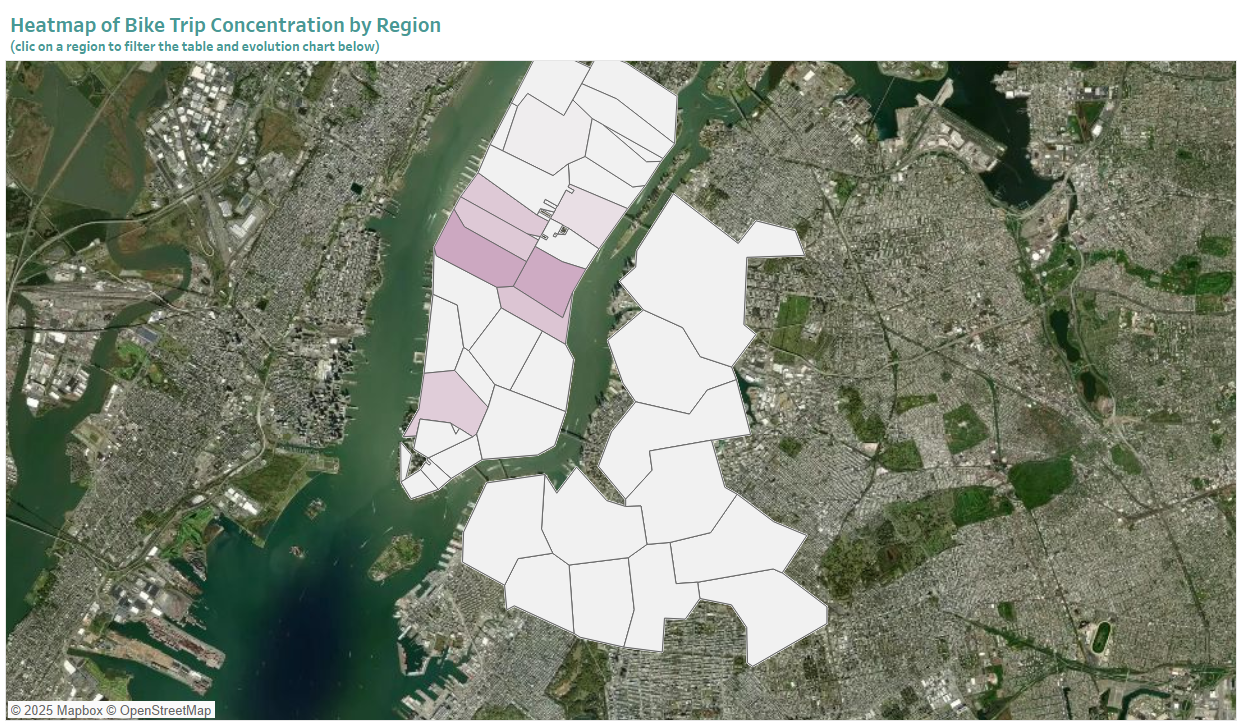 Heatmap of Bike Trip Concentration by Region
(clic on a region to filter the table and evolution chart below)
© 2025 Mapbox © OpenStreetMap